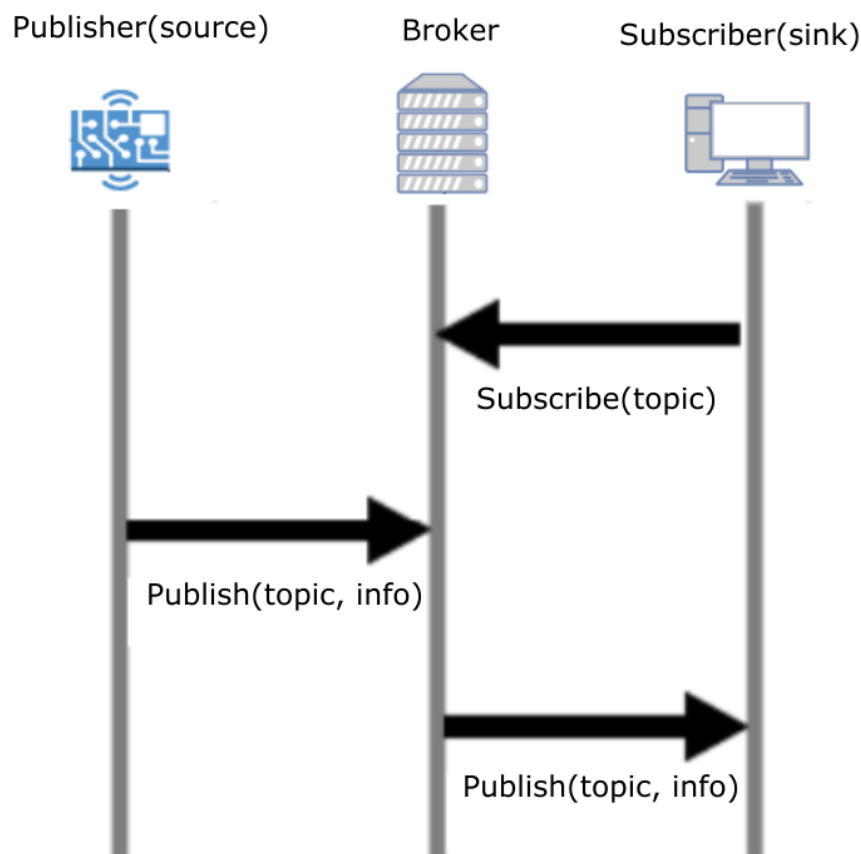 Publisher(source)
Broker
Subscriber(sink)
Subscribe(topic)
Publish(topic, info)
Publish(topic, info)